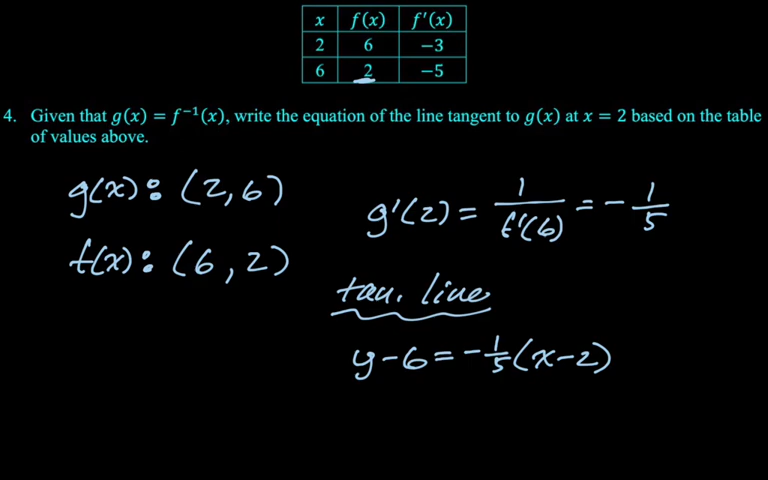 x f(x) f'(x)
2 6 −3
6 2 −5
4. Given that g(x) = f⁻¹(x), write the equation of the line tangent to g(x) at x = 2 based on the table
of values above.
g(x): (2,6)
g'(2) = 1/f'(6) = -1/5
f(x): (6,2)
tan. line
y-6=-1/5(x-2)